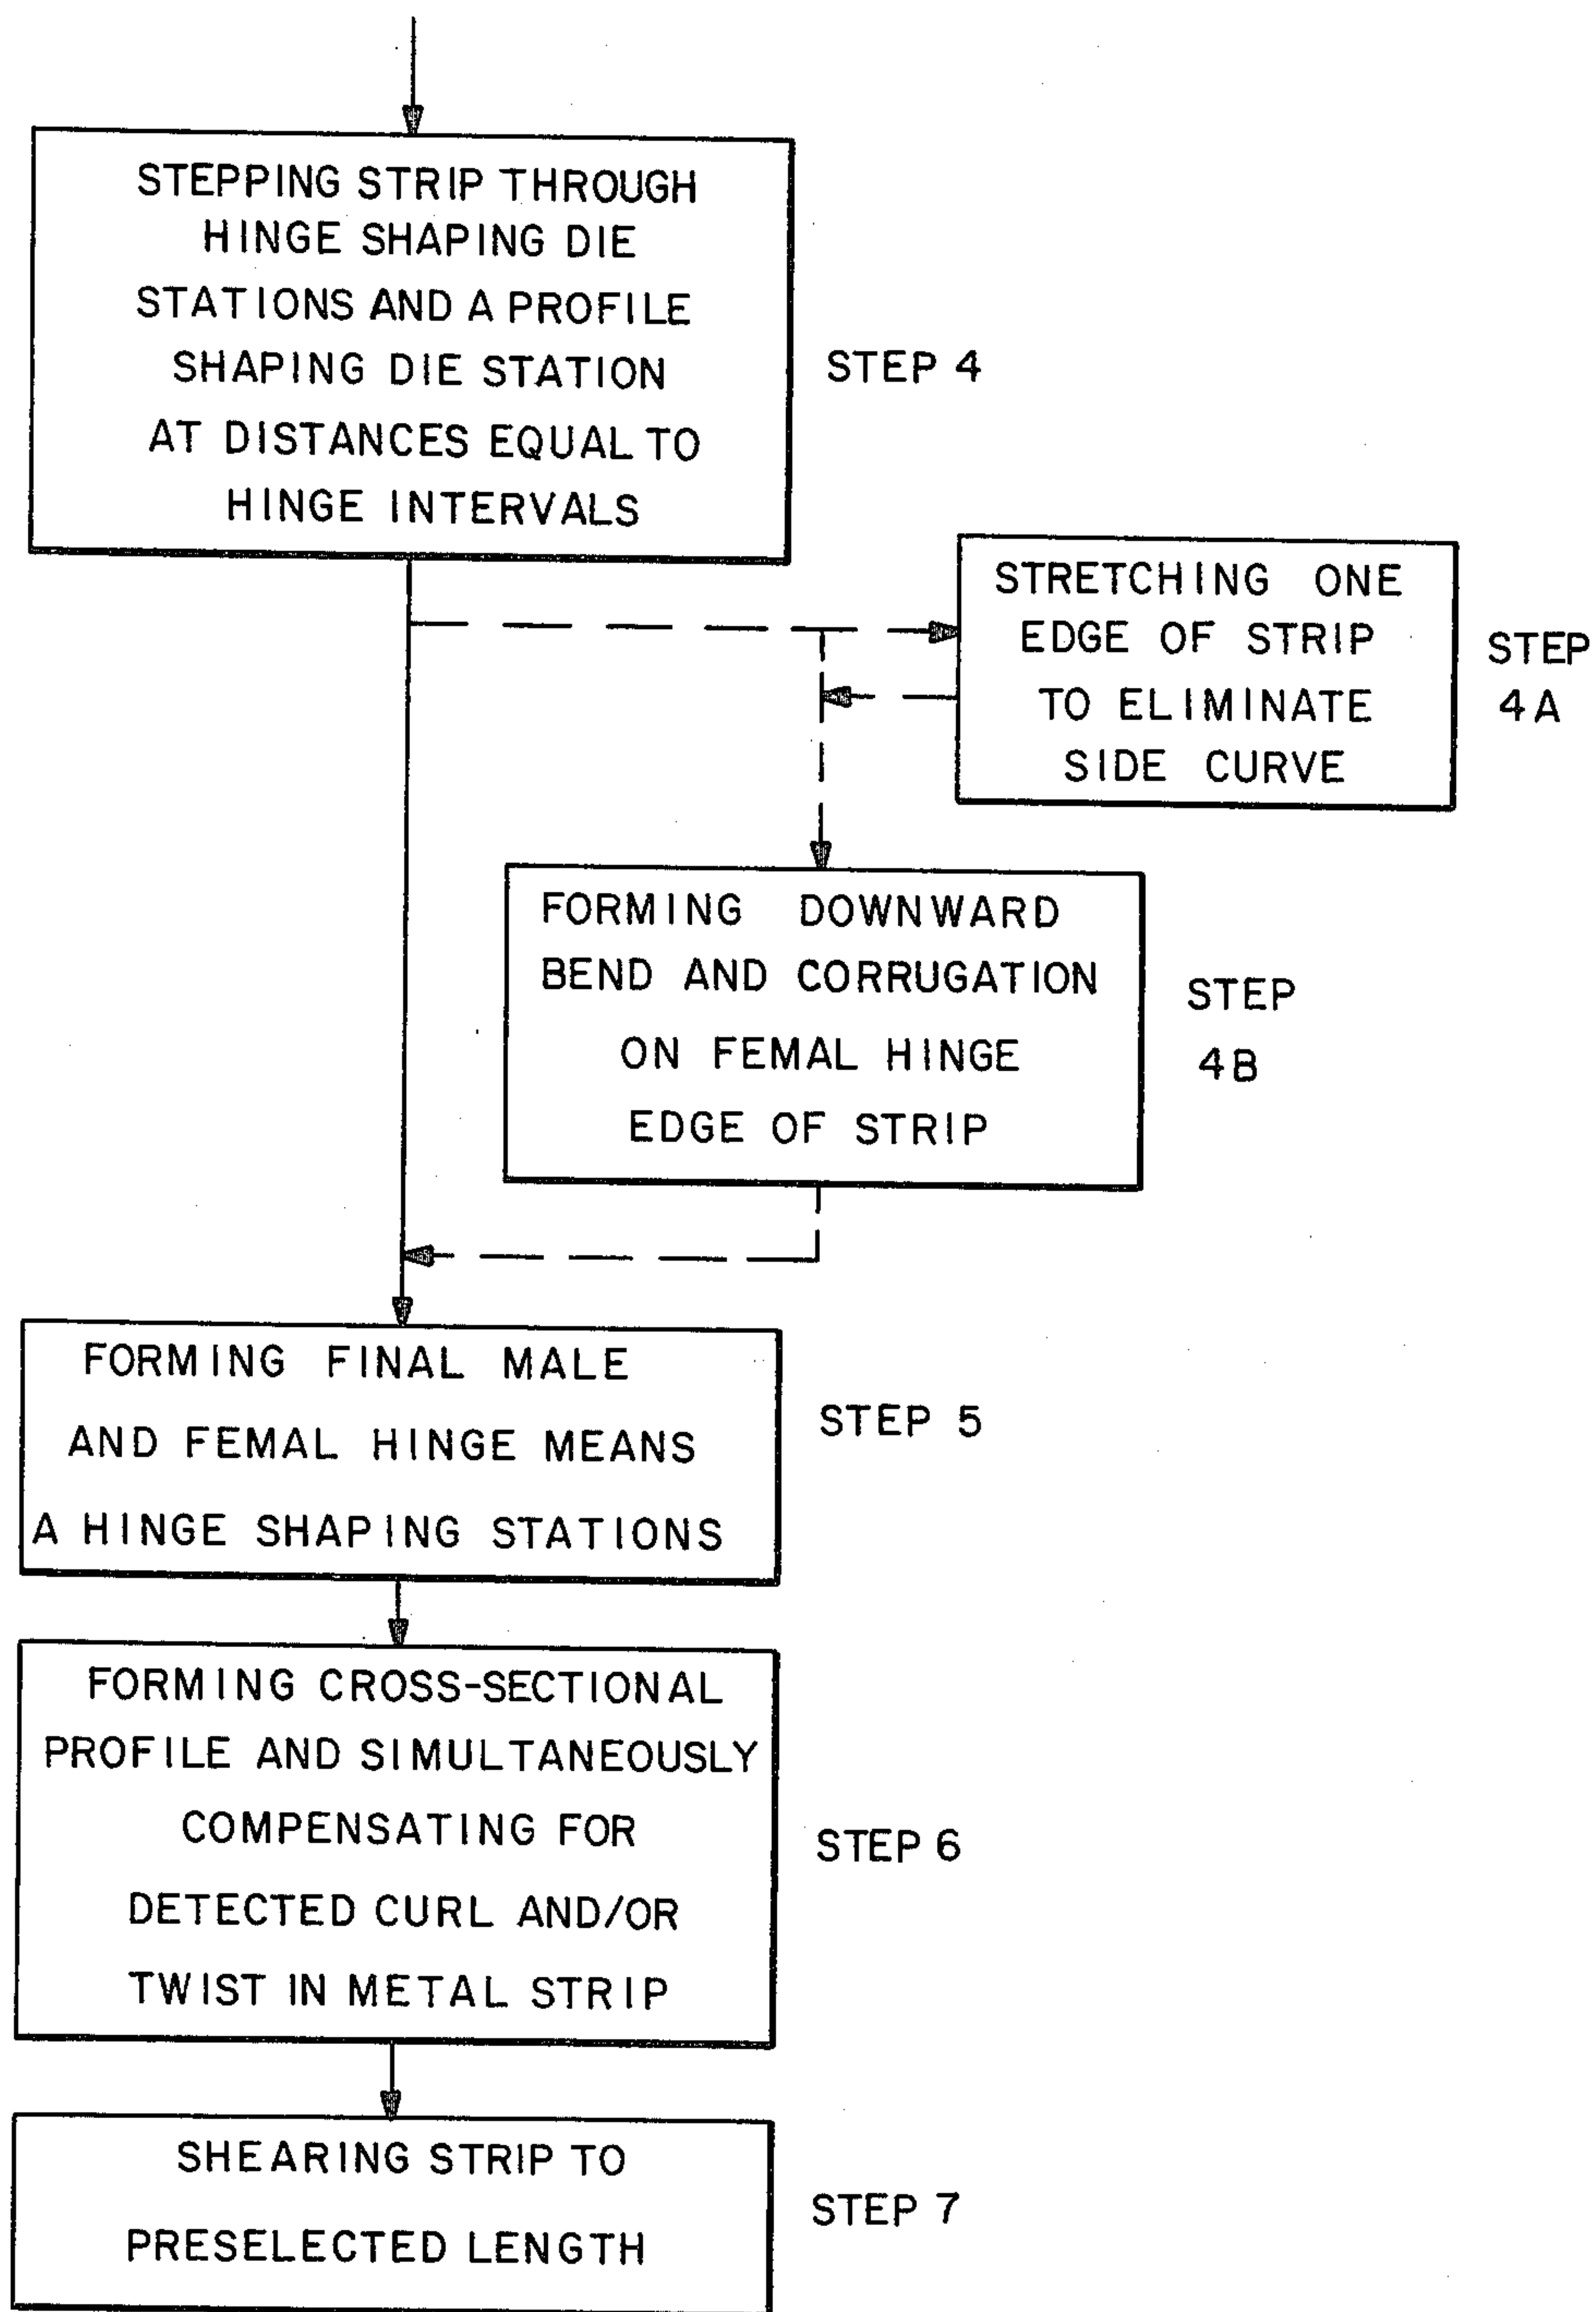 STEPPING STRIP THROUGH
HINGE SHAPING DIE
STATIONS AND A PROFILE
SHAPING DIE STATION
AT DISTANCES EQUAL TO
HINGE INTERVALS
STEP 4
STRETCHING ONE
EDGE OF STRIP
TO ELIMINATE
SIDE CURVE
STEP
4A
FORMING DOWNWARD
BEND AND CORRUGATION
ON FEMAL HINGE
EDGE OF STRIP
STEP
4B
FORMING FINAL MALE
AND FEMAL HINGE MEANS
A HINGE SHAPING STATIONS
STEP 5
FORMING CROSS-SECTIONAL
PROFILE AND SIMULTANEOUSLY
COMPENSATING FOR
DETECTED CURL AND/OR
TWIST IN METAL STRIP
STEP 6
SHEARING STRIP TO
PRESELECTED LENGTH
STEP 7